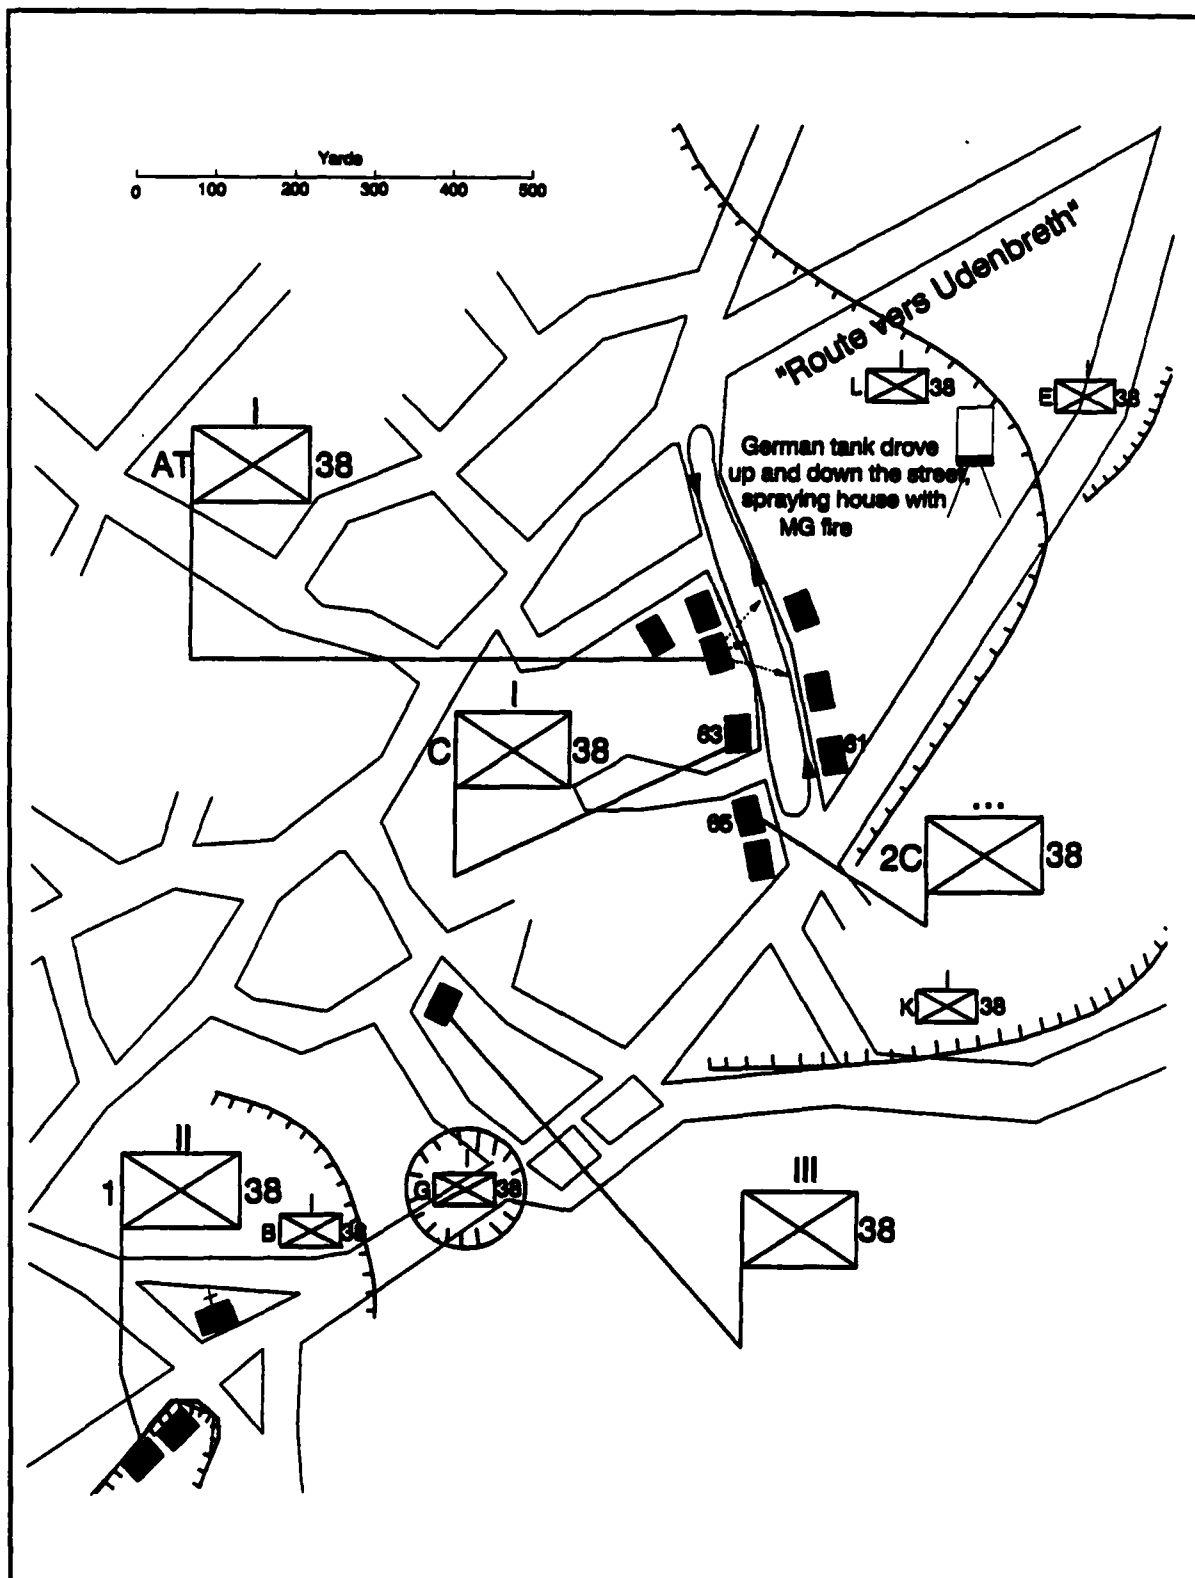 Yards
0 100 200 300 400 500
"Route vers Udenbreth"
L 38
E 38
AT 38
German tank drove
up and down the street,
spraying house with
MG fire
C 38
63
61
65
2C 38
K 38
1 38
B 38
G 38
38